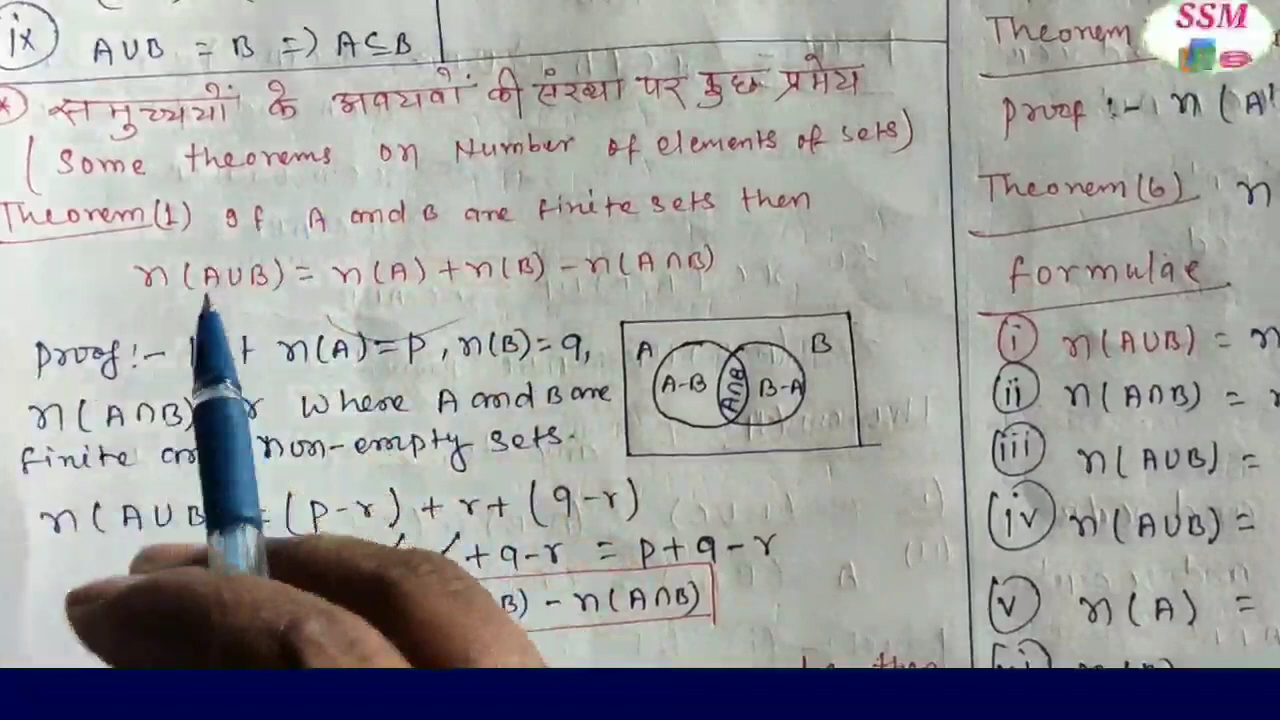 ix A∪B = B => A⊆B
* समुच्ययों के अवयवों की संख्या पर कुछ प्रमेय
(Some theorems on Number of elements of sets)
Theorem(1) If A and B are finite sets then
n(A∪B) = n(A) + n(B) - n(A∩B)
Proof:- n(A)=p, n(B)=q,
n(A∩B) r where A and B are
finite non-empty sets.
n(A∪B = (p-r) + r + (q-r)
+q-r = p+q-r
B) - n(A∩B)
A B
A-B A∩B B-A
SSM
Theorem
Proof :- n(A'
Theorem(6) n
formulae
i n(A∪B) =
ii n(A∩B) =
iii n(A∪B) =
iv n(A∪B) =
v n(A) =